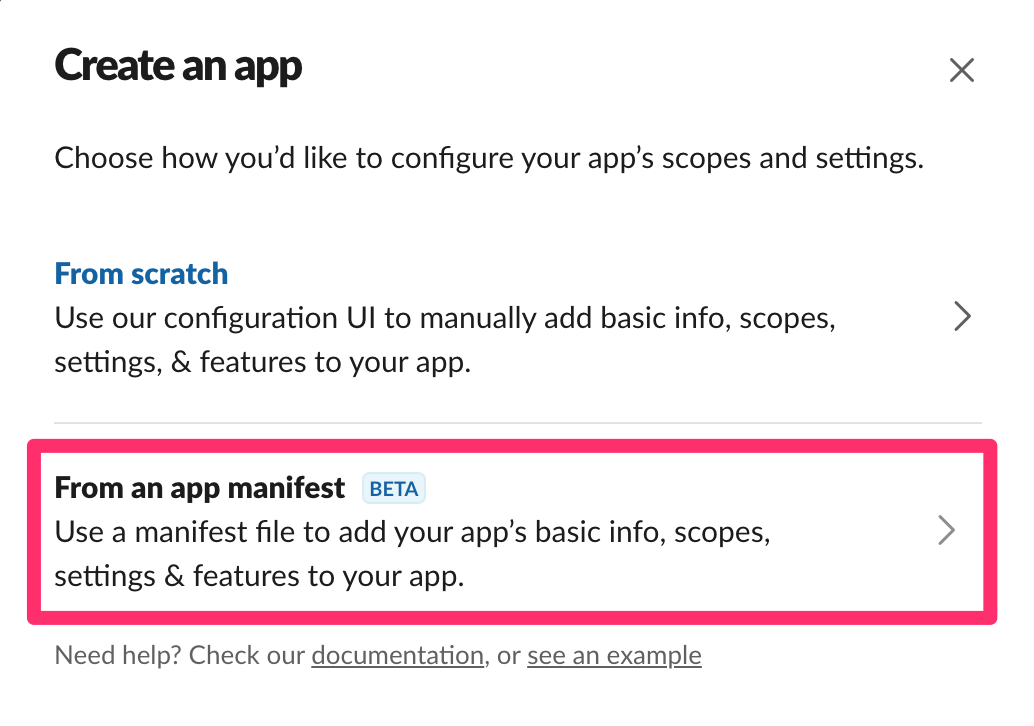 Create an app
Choose how you’d like to configure your app’s scopes and settings.
From scratch
Use our configuration UI to manually add basic info, scopes,
settings, & features to your app.
From an app manifest BETA
Use a manifest file to add your app’s basic info, scopes,
settings & features to your app.
Need help? Check our documentation, or see an example